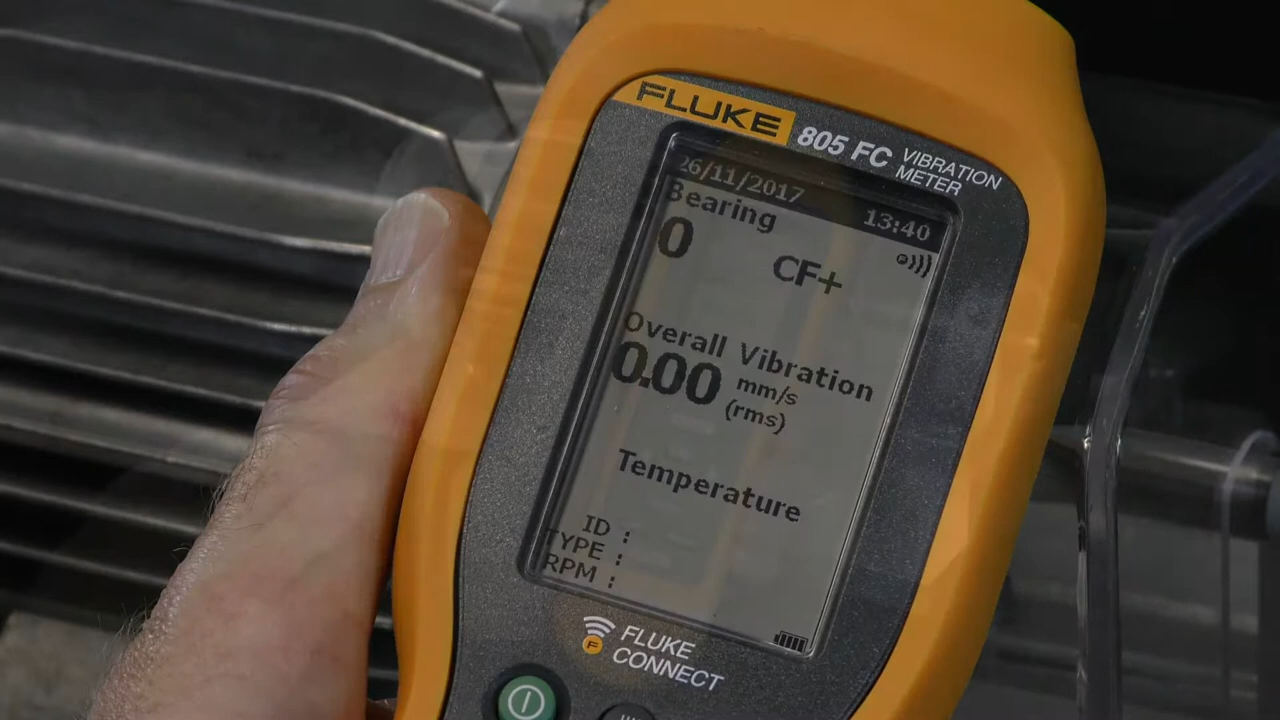 FLUKE 805 FC VIBRATION METER
26/11/2017 13:40
Bearing
0 CF+
Overall Vibration
0.00 mm/s
(rms)
Temperature
ID :
TYPE :
RPM :
FLUKE
CONNECT